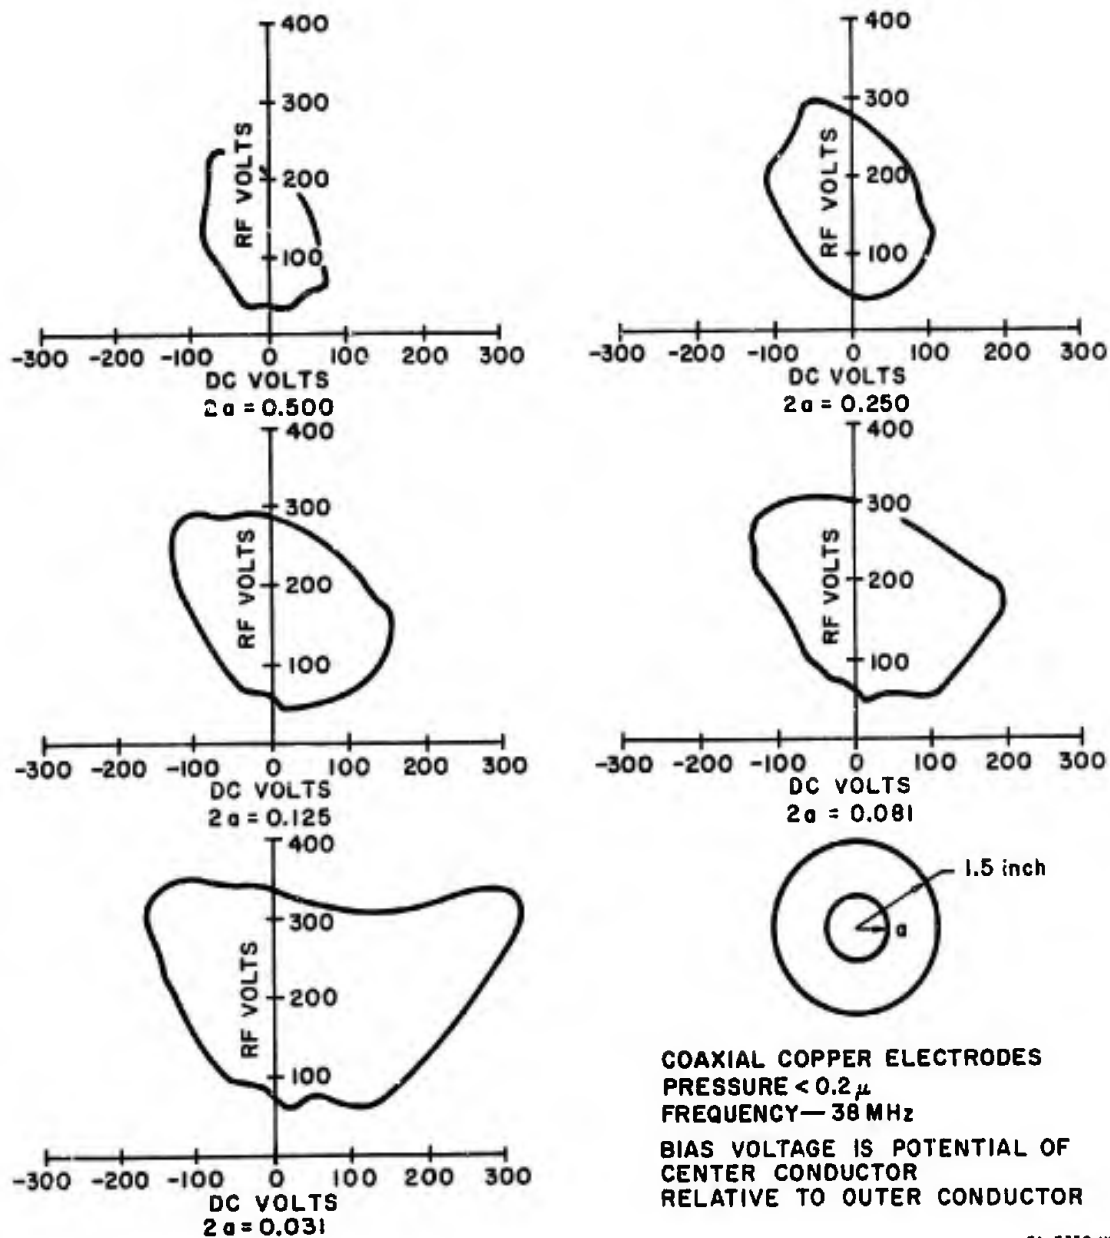 400
300
200
100
RF VOLTS
-300 -200 -100 0 100 200 300
DC VOLTS
2a = 0.500
400
300
200
100
RF VOLTS
-300 -200 -100 0 100 200 300
DC VOLTS
2a = 0.250
400
300
200
100
RF VOLTS
-300 -200 -100 0 100 200 300
DC VOLTS
2a = 0.125
400
300
200
100
RF VOLTS
-300 -200 -100 0 100 200 300
DC VOLTS
2a = 0.081
400
300
200
100
RF VOLTS
-300 -200 -100 0 100 200 300
DC VOLTS
2a = 0.031
1.5 inch
a
COAXIAL COPPER ELECTRODES
PRESSURE < 0.2 μ
FREQUENCY — 38 MHz
BIAS VOLTAGE IS POTENTIAL OF
CENTER CONDUCTOR
RELATIVE TO OUTER CONDUCTOR